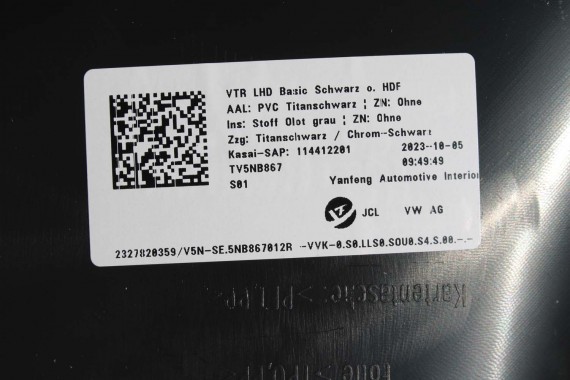 VTR LHD Basic Schwarz o. HDF
AAL: PVC Titanschwarz ¦ ZN: Ohne
Ins: Stoff Olot grau ¦ ZN: Ohne
Zzg: Titanschwarz / Chrom-Schwarz
Kasai-SAP: 114412201 2023-10-05
TV5NB867 09:49:49
S01 Yanfeng Automotive Interior
JCL VW AG
2327820359/V5N-SE.5NB867012R -VVK-0.S0.LLS0.SOU0.S4.S.00.-.-
Kartentasche: >PP